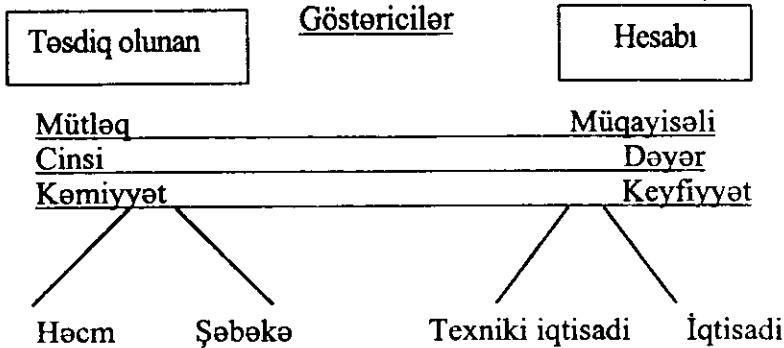 Göstəricilər
Təsdiq olunan Hesabı
Mütləq Müqayisəli
Cinsi Dəyər
Kəmiyyət Keyfiyyət
Həcm Şəbəkə Texniki iqtisadi İqtisadi